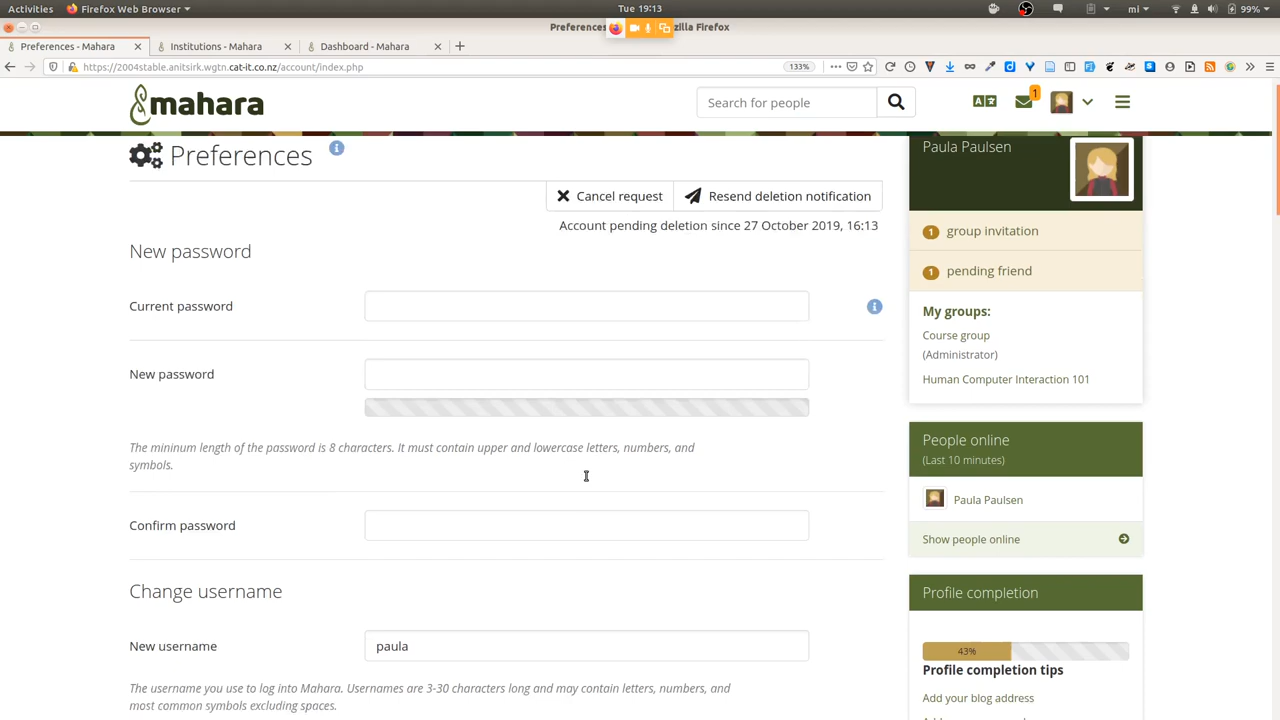 Activities Firefox Web Browser Tue 19:13 mi 99%
Preferences zilla Firefox
Preferences - Mahara Institutions - Mahara Dashboard - Mahara
https://2004stable.anitsirk.wgtn.cat-it.co.nz/account/index.php 133%
mahara Search for people 1
Preferences
Cancel request Resend deletion notification
Account pending deletion since 27 October 2019, 16:13
New password
Current password
New password
The mininum length of the password is 8 characters. It must contain upper and lowercase letters, numbers, and
symbols.
Confirm password
Change username
New username paula
The username you use to log into Mahara. Usernames are 3-30 characters long and may contain letters, numbers, and
most common symbols excluding spaces.
Paula Paulsen
1 group invitation
1 pending friend
My groups:
Course group
(Administrator)
Human Computer Interaction 101
People online
(Last 10 minutes)
Paula Paulsen
Show people online
Profile completion
43%
Profile completion tips
Add your blog address